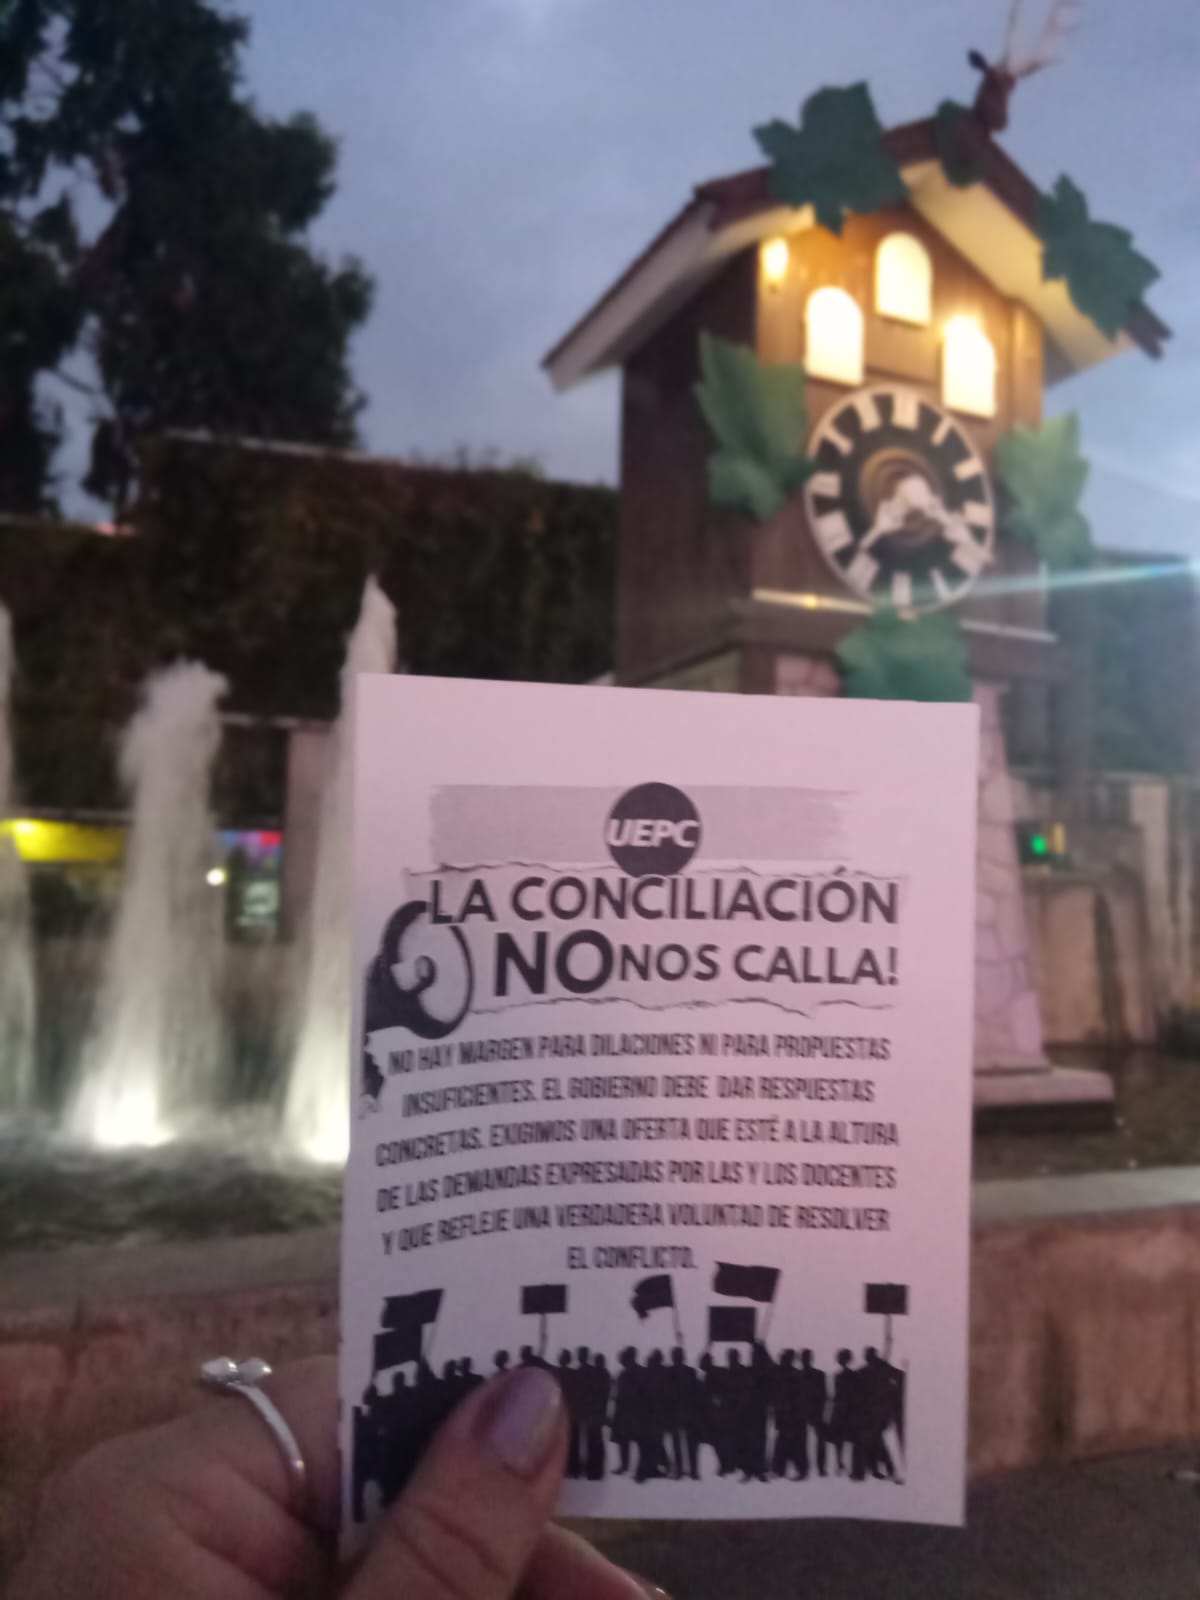 UEPC
LA CONCILIACIÓN
NO NOS CALLA!
NO HAY MARGEN PARA DILACIONES NI PARA PROPUESTAS
INSUFICIENTES. EL GOBIERNO DEBE DAR RESPUESTAS
CONCRETAS. EXIGIMOS UNA OFERTA QUE ESTÉ A LA ALTURA
DE LAS DEMANDAS EXPRESADAS POR LAS Y LOS DOCENTES
Y QUE REFLEJE UNA VERDADERA VOLUNTAD DE RESOLVER
EL CONFLICTO.